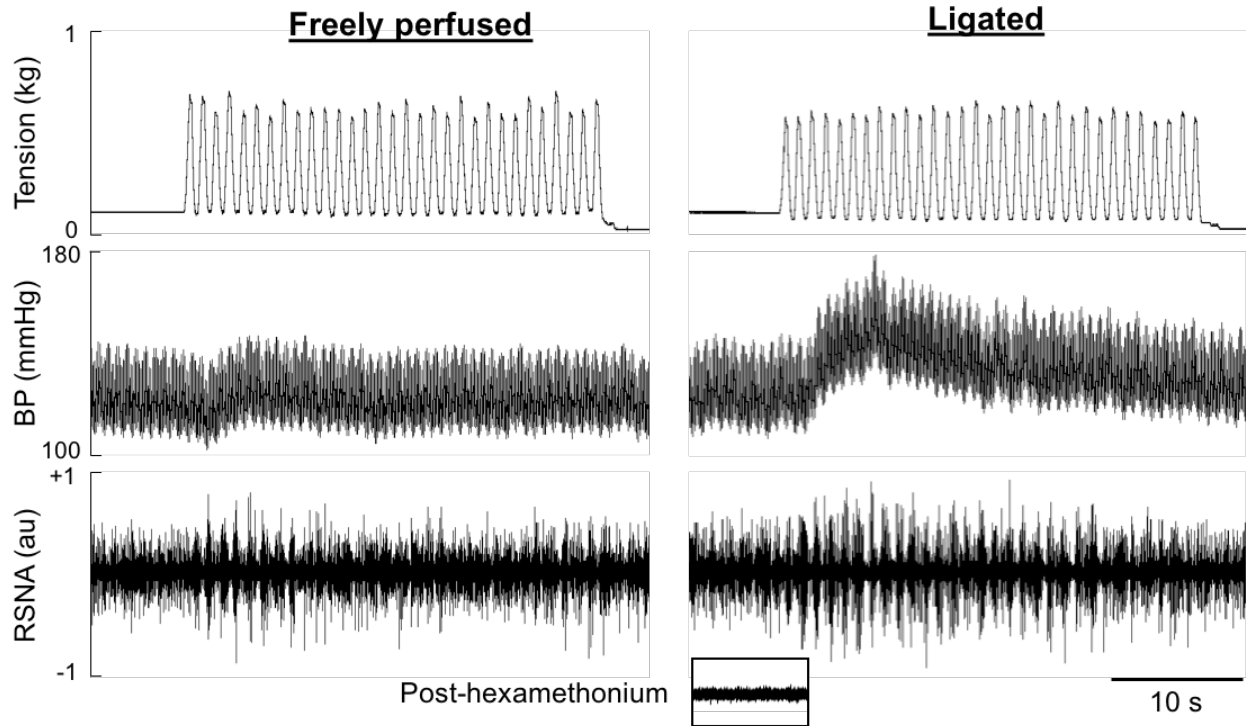 Freely perfused
Ligated
1
Tension (kg)
0
180
BP (mmHg)
100
+1
RSNA (au)
-1
Post-hexamethonium
10 s